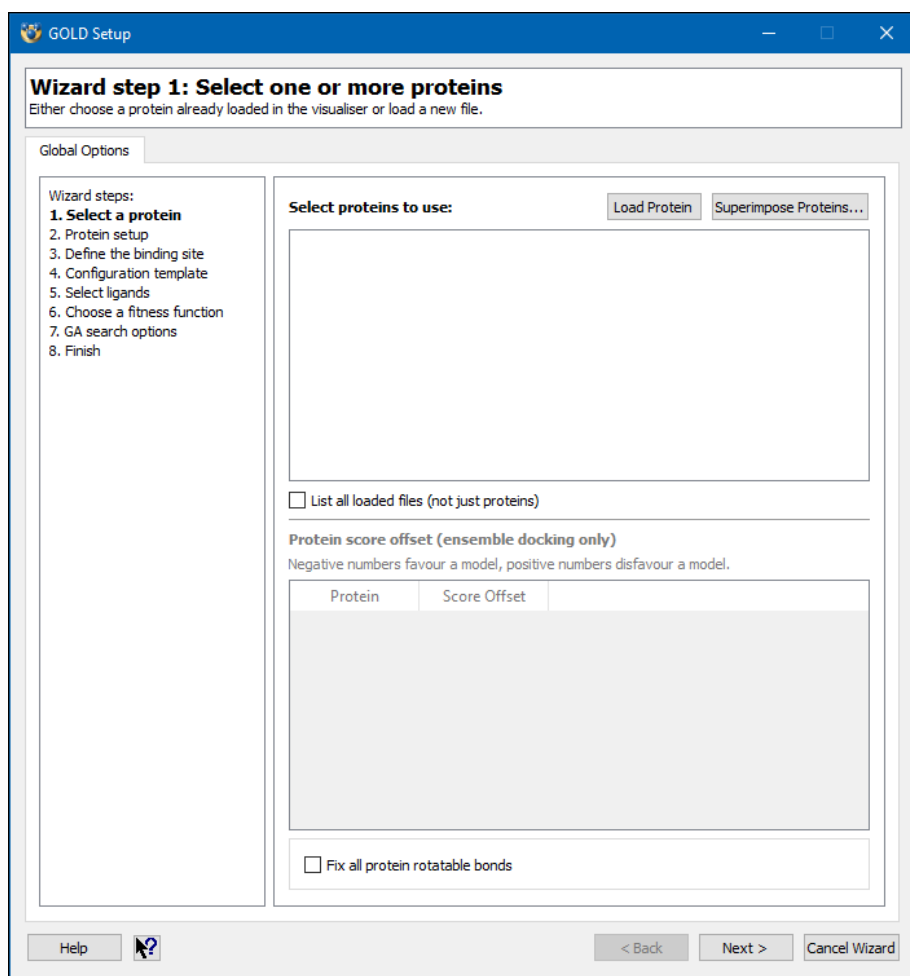 GOLD Setup
Wizard step 1: Select one or more proteins
Either choose a protein already loaded in the visualiser or load a new file.
Global Options
Wizard steps:
1. Select a protein
2. Protein setup
3. Define the binding site
4. Configuration template
5. Select ligands
6. Choose a fitness function
7. GA search options
8. Finish
Select proteins to use:
Load Protein
Superimpose Proteins...
List all loaded files (not just proteins)
Protein score offset (ensemble docking only)
Negative numbers favour a model, positive numbers disfavour a model.
Protein
Score Offset
Fix all protein rotatable bonds
Help
?
< Back
Next >
Cancel Wizard